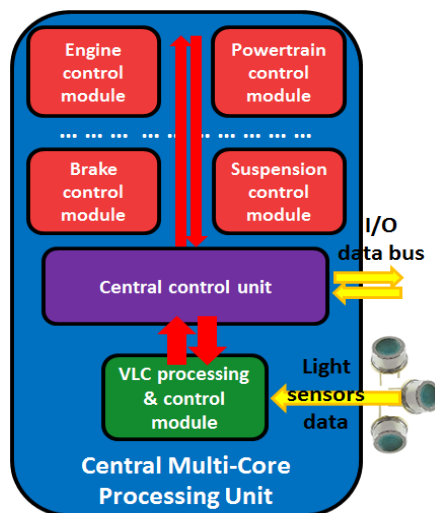 Engine
control
module
Powertrain
control
module
... ... ... ... ... ... ... ... ...
Brake
control
module
Suspension
control
module
I/O
data bus
Central control unit
VLC processing
& control
module
Light
sensors
data
Central Multi-Core
Processing Unit